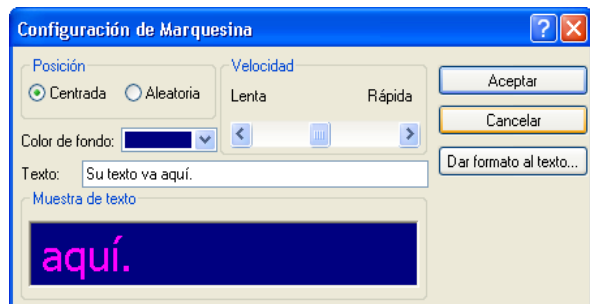 Configuración de Marquesina
Posición
Centrada Aleatoria
Velocidad
Lenta Rápida
Color de fondo:
Texto: Su texto va aquí.
Muestra de texto
aquí.
Aceptar
Cancelar
Dar formato al texto...